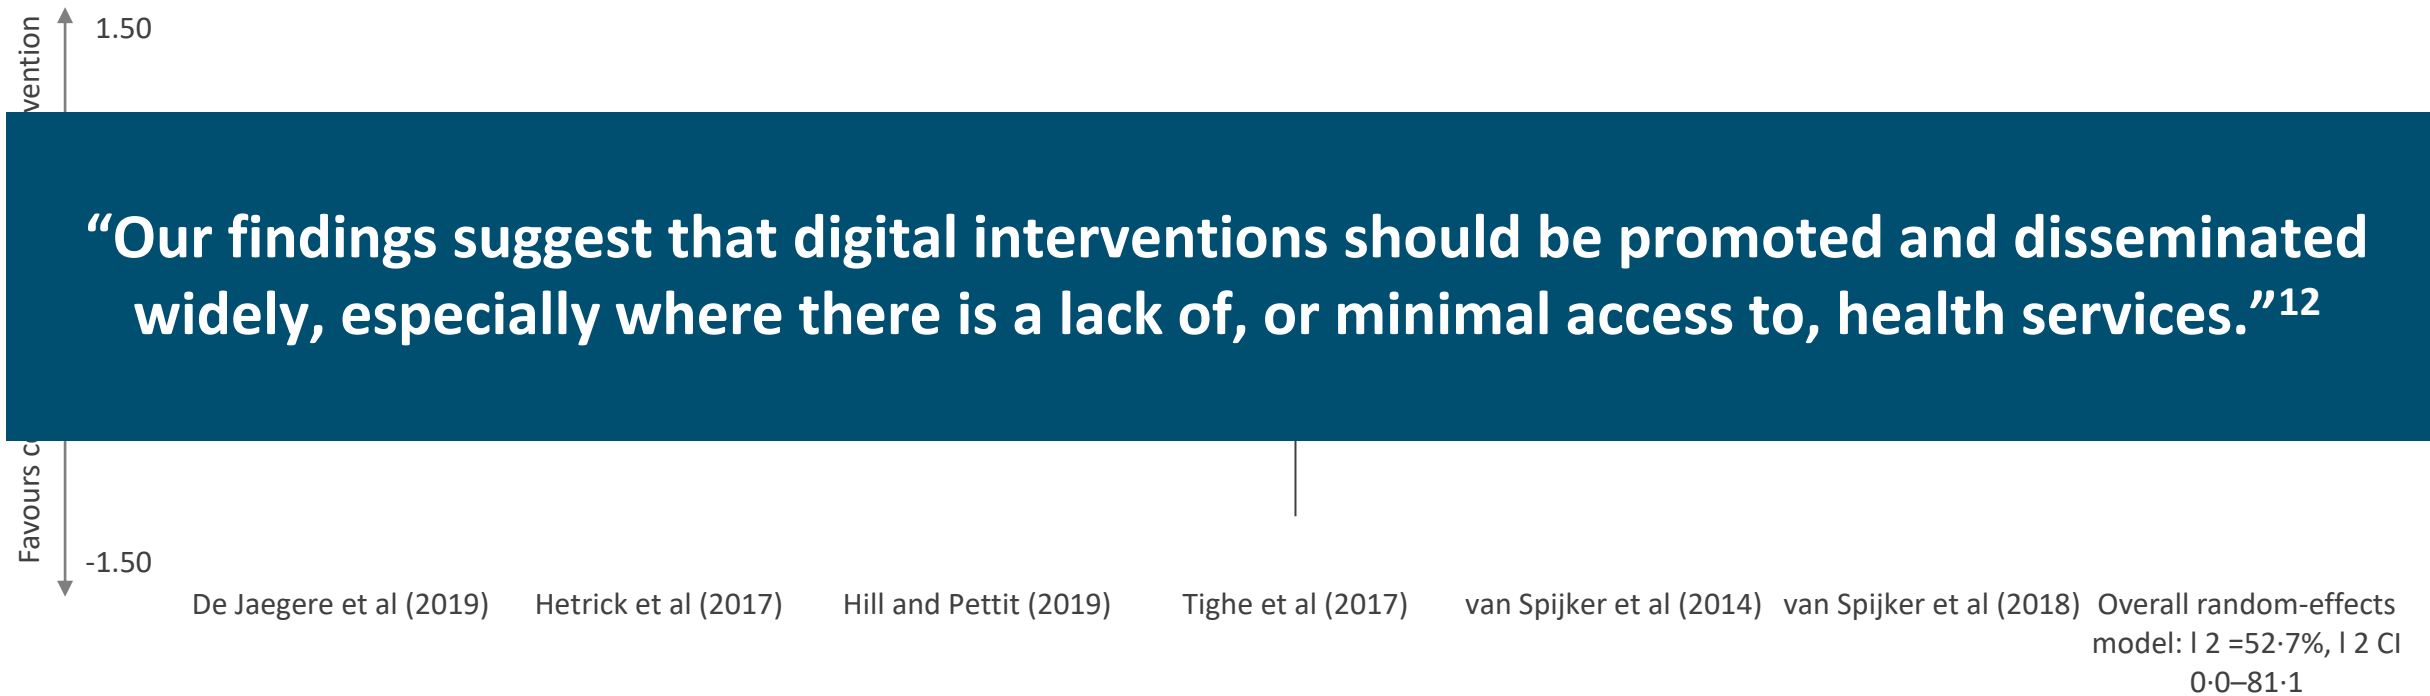 1.50
vention
“Our findings suggest that digital interventions should be promoted and disseminated
widely, especially where there is a lack of, or minimal access to, health services.”12
Favours
-1.50
De Jaegere et al (2019)
Hetrick et al (2017)
Hill and Pettit (2019)
Tighe et al (2017)
van Spijker et al (2014)
van Spijker et al (2018)
Overall random-effects
model: I 2 =52·7%, I 2 CI
0·0–81·1